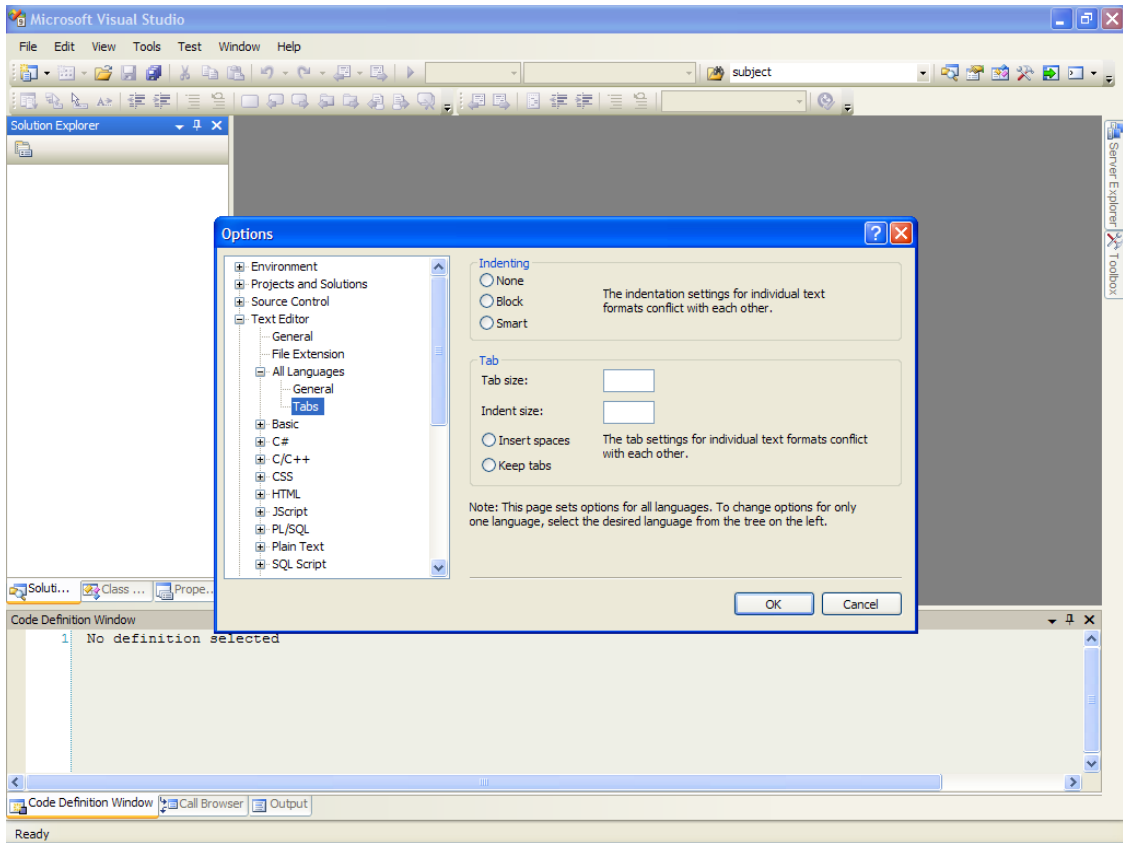 Microsoft Visual Studio
File Edit View Tools Test Window Help
subject
Solution Explorer
Server Explorer
Toolbox
Options
Environment
Projects and Solutions
Source Control
Text Editor
General
File Extension
All Languages
General
Tabs
Basic
C#
C/C++
CSS
HTML
JScript
PL/SQL
Plain Text
SQL Script
Indenting
None
Block
Smart
The indentation settings for individual text
formats conflict with each other.
Tab
Tab size:
Indent size:
Insert spaces
Keep tabs
The tab settings for individual text formats conflict
with each other.
Note: This page sets options for all languages. To change options for only
one language, select the desired language from the tree on the left.
OK Cancel
Soluti... Class ... Prope...
Code Definition Window
1 No definition selected
Code Definition Window Call Browser Output
Ready